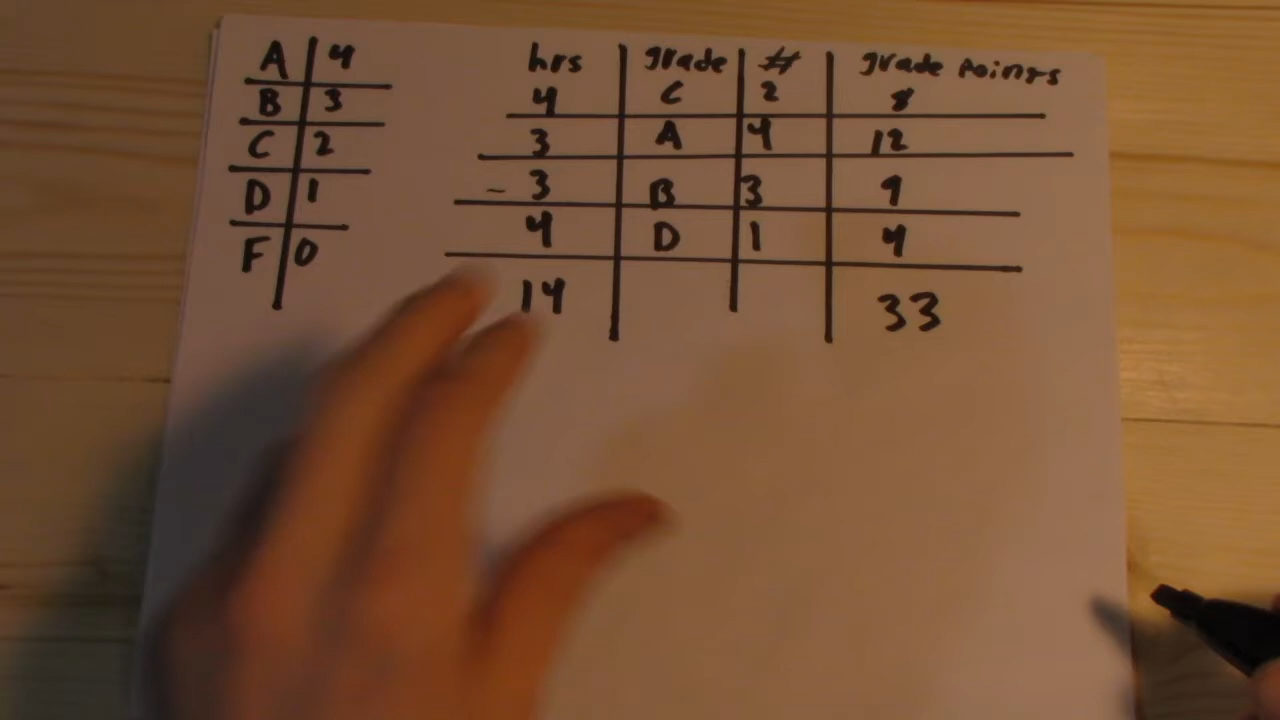 A 4
B 3
C 2
D 1
F 0
hrs grade # grade points
4 C 2 8
3 A 4 12
- 3 B 3 9
4 D 1 4
14 33